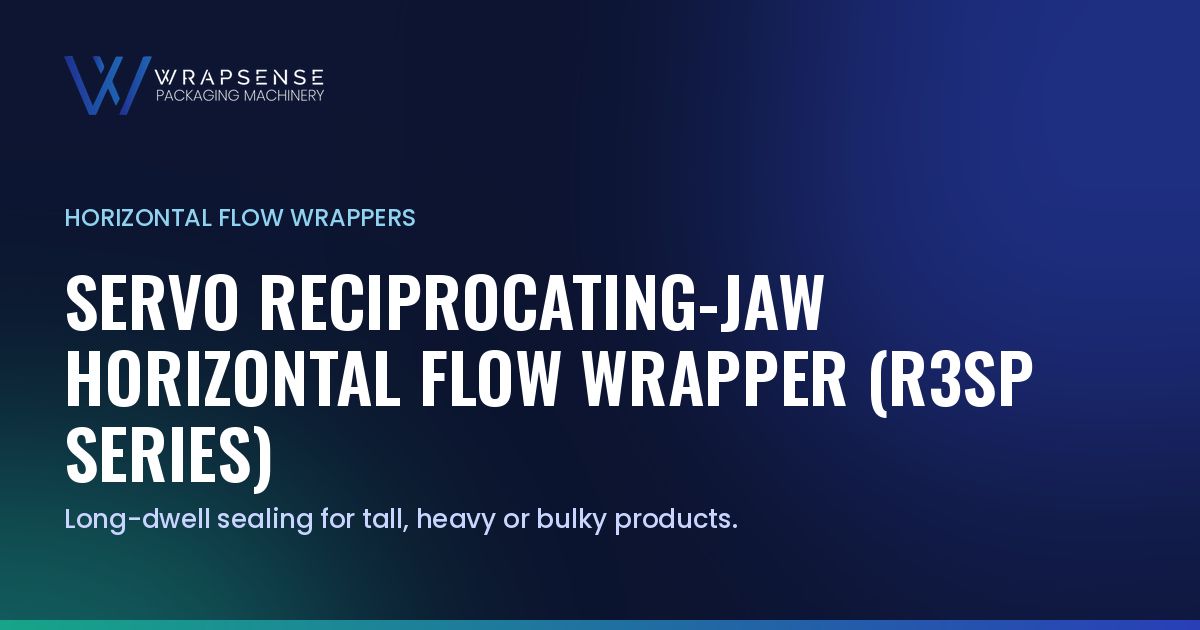 WRAPSENSE
PACKAGING MACHINERY
HORIZONTAL FLOW WRAPPERS
SERVO RECIPROCATING-JAW
HORIZONTAL FLOW WRAPPER (R3SP
SERIES)
Long-dwell sealing for tall, heavy or bulky products.